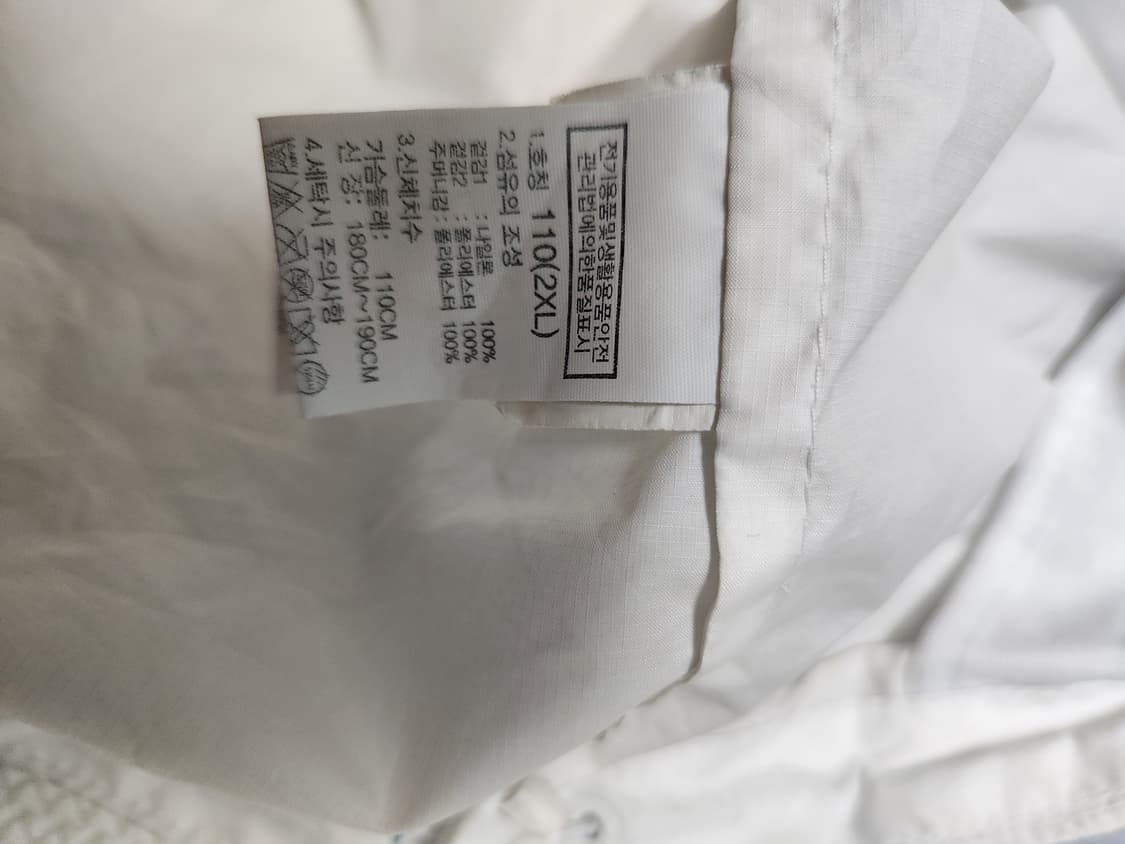 전기용품및생활용품안전
관리법에의한품질표시
1.호칭 110(2XL)
2.섬유의 조성
겉감1 : 나일론 100%
겉감2 : 폴리에스터 100%
주머니감: 폴리에스터 100%
3.신체치수
가슴둘레: 110CM
신 장: 180CM~190CM
4.세탁시 주의사항